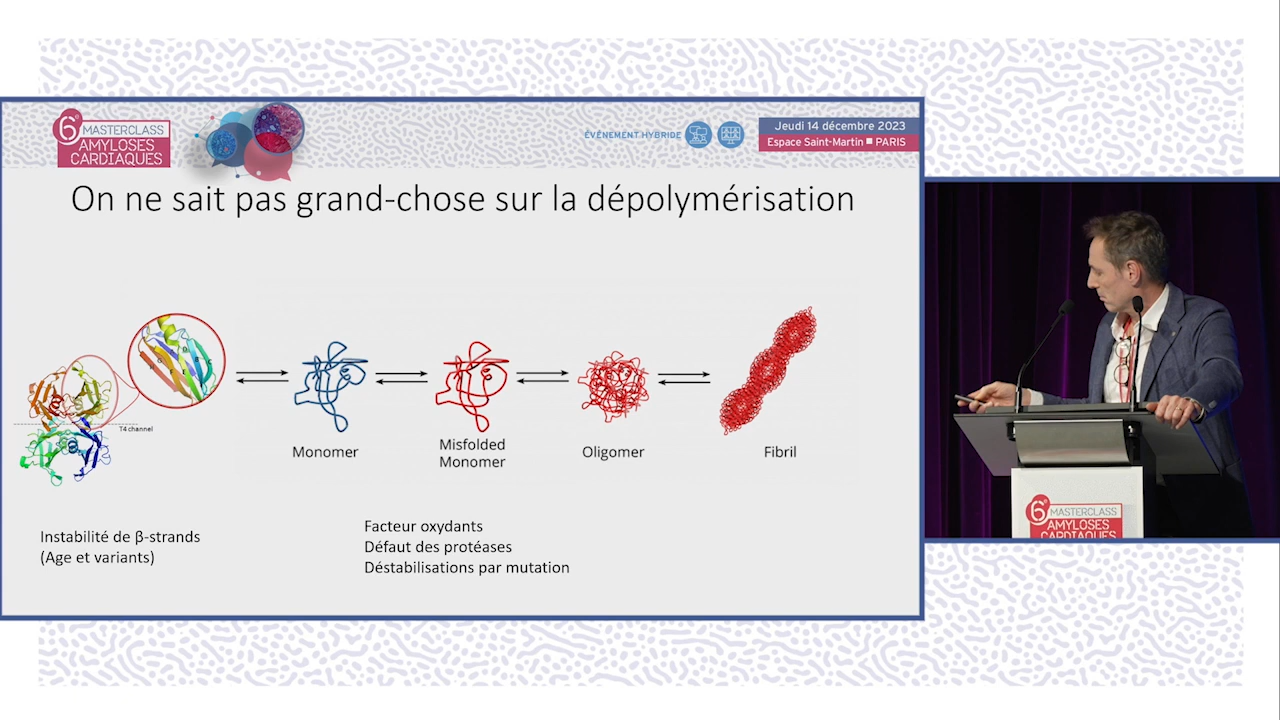 6e MASTERCLASS
AMYLOSES
CARDIAQUES
ÉVÉNEMENT HYBRIDE
Jeudi 14 décembre 2023
Espace Saint-Martin ■ PARIS
On ne sait pas grand-chose sur la dépolymérisation
T4 channel
Monomer
Misfolded
Monomer
Oligomer
Fibril
Instabilité de β-strands
(Age et variants)
Facteur oxydants
Défaut des protéases
Déstabilisations par mutation
6e MASTERCLASS
AMYLOSES
CARDIAQUES